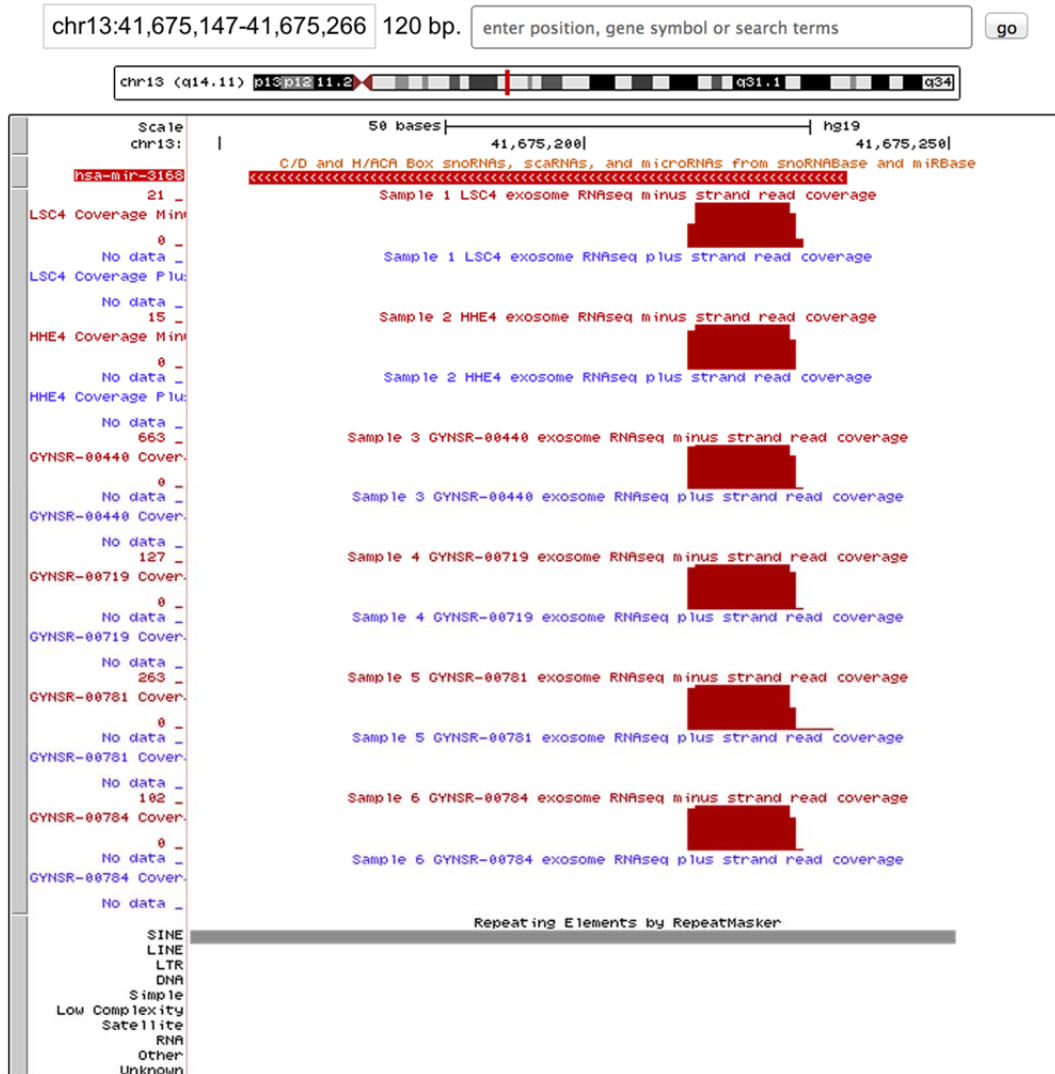 chr13:41,675,147-41,675,266 120 bp. enter position, gene symbol or search terms go
chr13 (q14.11) p13 p12 11.2 q31.1 q34
Scale 50 bases hg19
chr13: 41,675,200 41,675,250
C/D and H/ACA Box snoRNAs, scaRNAs, and microRNAs from snoRNABase and miRBase
hsa-mir-3168
21 _ Sample 1 LSC4 exosome RNAseq minus strand read coverage
LSC4 Coverage Min
0 _
No data _ Sample 1 LSC4 exosome RNAseq plus strand read coverage
LSC4 Coverage Plu
No data _
15 _ Sample 2 HHE4 exosome RNAseq minus strand read coverage
HHE4 Coverage Min
0 _
No data _ Sample 2 HHE4 exosome RNAseq plus strand read coverage
HHE4 Coverage Plu
No data _
663 _ Sample 3 GYNSR-00440 exosome RNAseq minus strand read coverage
GYNSR-00440 Cover
0 _
No data _ Sample 3 GYNSR-00440 exosome RNAseq plus strand read coverage
GYNSR-00440 Cover
No data _
127 _ Sample 4 GYNSR-00719 exosome RNAseq minus strand read coverage
GYNSR-00719 Cover
0 _
No data _ Sample 4 GYNSR-00719 exosome RNAseq plus strand read coverage
GYNSR-00719 Cover
No data _
263 _ Sample 5 GYNSR-00781 exosome RNAseq minus strand read coverage
GYNSR-00781 Cover
0 _
No data _ Sample 5 GYNSR-00781 exosome RNAseq plus strand read coverage
GYNSR-00781 Cover
No data _
102 _ Sample 6 GYNSR-00784 exosome RNAseq minus strand read coverage
GYNSR-00784 Cover
0 _
No data _ Sample 6 GYNSR-00784 exosome RNAseq plus strand read coverage
GYNSR-00784 Cover
No data _
Repeating Elements by RepeatMasker
SINE
LINE
LTR
DNA
Simple
Low Complexity
Satellite
RNA
Other
Unknown